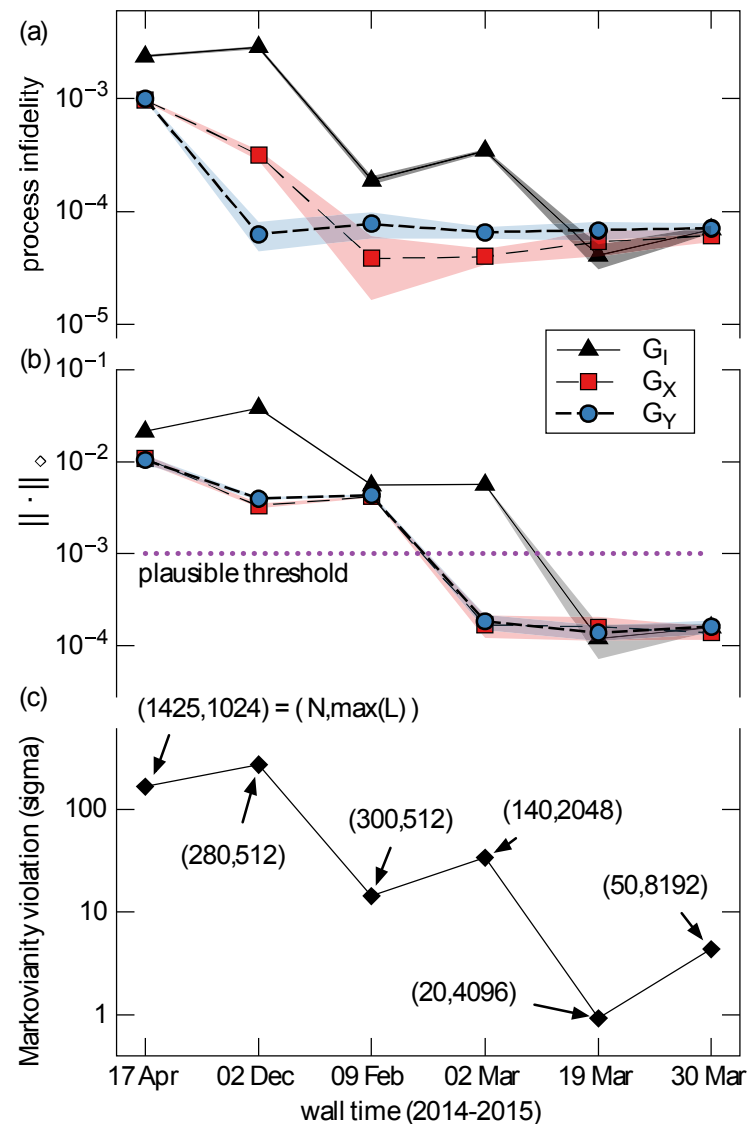 (a)
process infidelity
10⁻³
10⁻⁴
10⁻⁵
(b)
|| · ||⋄
10⁻¹
10⁻²
10⁻³
10⁻⁴
G_I
G_X
G_Y
plausible threshold
(c)
Markovianity violation (sigma)
100
10
1
(1425,1024) = ( N,max(L) )
(280,512)
(300,512)
(140,2048)
(20,4096)
(50,8192)
17 Apr 02 Dec 09 Feb 02 Mar 19 Mar 30 Mar
wall time (2014-2015)